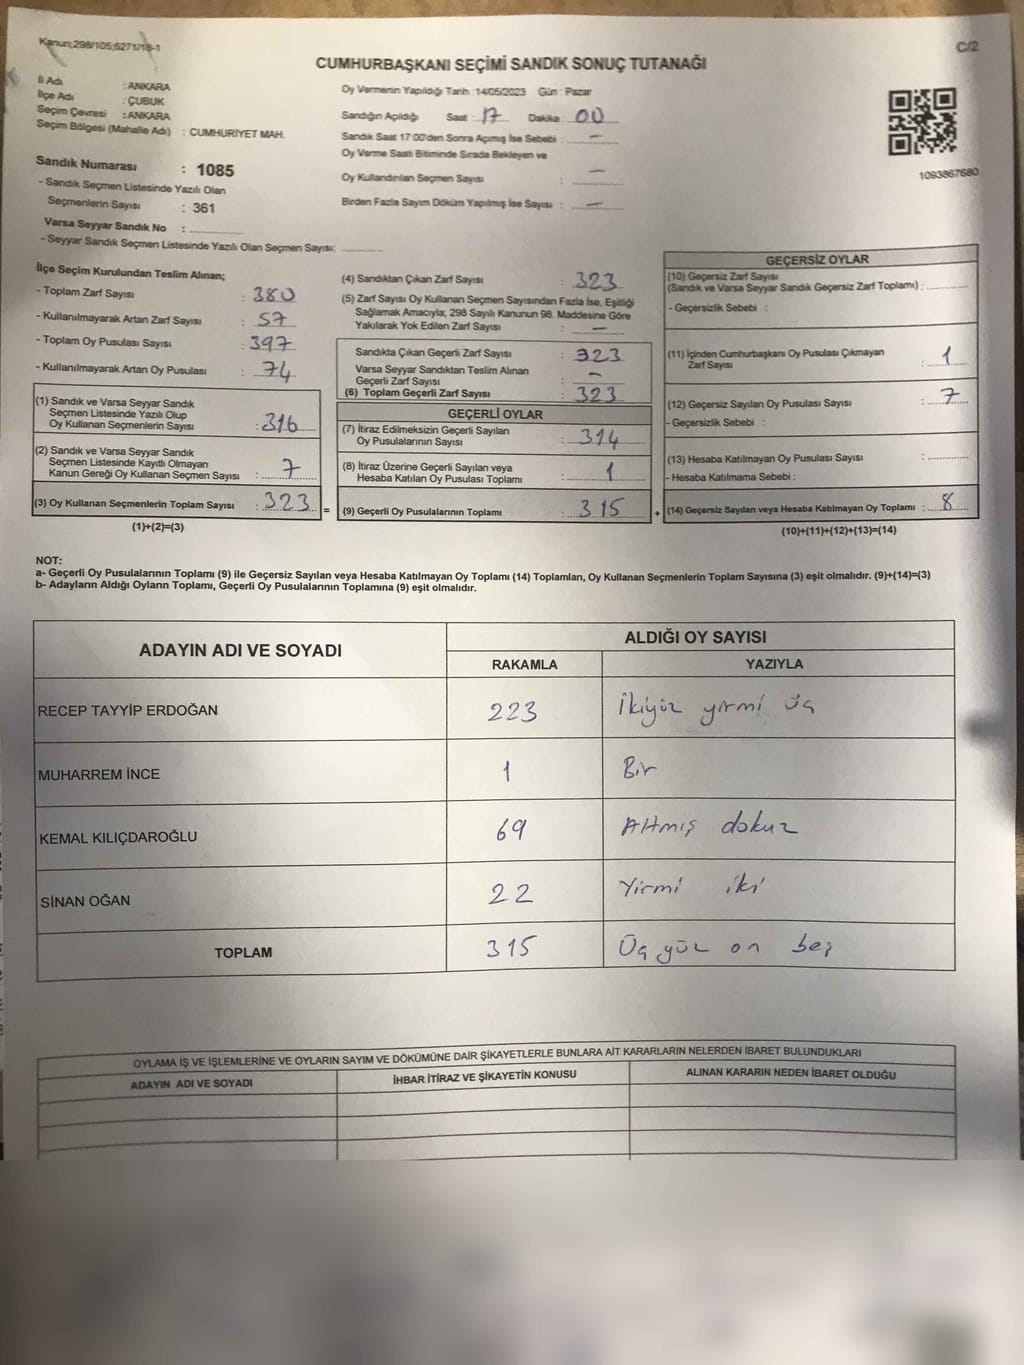 Kanun;298/105;6271/18-1
C/2
CUMHURBAŞKANI SEÇİMİ SANDIK SONUÇ TUTANAĞI
İl Adı : ANKARA
İlçe Adı : ÇUBUK
Seçim Çevresi : ANKARA
Seçim Bölgesi (Mahalle Adı) : CUMHURİYET MAH.
Sandık Numarası : 1085
- Sandık Seçmen Listesinde Yazılı Olan
Seçmenlerin Sayısı : 361
Varsa Seyyar Sandık No :
- Seyyar Sandık Seçmen Listesinde Yazılı Olan Seçmen Sayısı:
Oy Vermenin Yapıldığı Tarih : 14/05/2023 Gün : Pazar
Sandığın Açıldığı Saat : 17 Dakika : 00
Sandık Saat 17:00'den Sonra Açımış İse Sebebi : —
Oy Verme Saati Bitiminde Sırada Bekleyen ve
Oy Kullandırılan Seçmen Sayısı : —
Birden Fazla Sayım Döküm Yapılmış İse Sayısı : —
1093867680
İlçe Seçim Kurulundan Teslim Alınan;
- Toplam Zarf Sayısı : 380
- Kullanılmayarak Artan Zarf Sayısı : 57
- Toplam Oy Pusulası Sayısı : 397
- Kullanılmayarak Artan Oy Pusulası : 74
(1) Sandık ve Varsa Seyyar Sandık
Seçmen Listesinde Yazılı Olup
Oy Kullanan Seçmenlerin Sayısı : 316
(2) Sandık ve Varsa Seyyar Sandık
Seçmen Listesinde Kayıtlı Olmayan
Kanun Gereği Oy Kullanan Seçmen Sayısı : 7
(3) Oy Kullanan Seçmenlerin Toplam Sayısı : 323 =
(1)+(2)=(3)
(4) Sandıktan Çıkan Zarf Sayısı : 323
(5) Zarf Sayısı Oy Kullanan Seçmen Sayısından Fazla İse, Eşitliği
Sağlamak Amacıyla; 298 Sayılı Kanunun 98. Maddesine Göre
Yakılarak Yok Edilen Zarf Sayısı : —
Sandıkta Çıkan Geçerli Zarf Sayısı : 323
Varsa Seyyar Sandıktan Teslim Alınan
Geçerli Zarf Sayısı : —
(6) Toplam Geçerli Zarf Sayısı : 323
GEÇERLİ OYLAR
(7) İtiraz Edilmeksizin Geçerli Sayılan
Oy Pusulalarının Sayısı : 314
(8) İtiraz Üzerine Geçerli Sayılan veya
Hesaba Katılan Oy Pusulası Toplamı : 1
(9) Geçerli Oy Pusulalarının Toplamı : 315 +
GEÇERSİZ OYLAR
(10) Geçersiz Zarf Sayısı
(Sandık ve Varsa Seyyar Sandık Geçersiz Zarf Toplamı) :
- Geçersizlik Sebebi :
(11) İçinden Cumhurbaşkanı Oy Pusulası Çıkmayan
Zarf Sayısı : 1
(12) Geçersiz Sayılan Oy Pusulası Sayısı : 7
- Geçersizlik Sebebi :
(13) Hesaba Katılmayan Oy Pusulası Sayısı :
- Hesaba Katılmama Sebebi :
(14) Geçersiz Sayılan veya Hesaba Katılmayan Oy Toplamı : 8
(10)+(11)+(12)+(13)=(14)
NOT:
a- Geçerli Oy Pusulalarının Toplamı (9) ile Geçersiz Sayılan veya Hesaba Katılmayan Oy Toplamı (14) Toplamları, Oy Kullanan Seçmenlerin Toplam Sayısına (3) eşit olmalıdır. (9)+(14)=(3)
b- Adayların Aldığı Oyların Toplamı, Geçerli Oy Pusulalarının Toplamına (9) eşit olmalıdır.
ADAYIN ADI VE SOYADI ALDIĞI OY SAYISI
RAKAMLA YAZIYLA
RECEP TAYYİP ERDOĞAN 223 İkiyüz yirmi üç
MUHARREM İNCE 1 Bir
KEMAL KILIÇDAROĞLU 69 Altmış dokuz
SİNAN OĞAN 22 Yirmi iki
TOPLAM 315 Üç yüz on beş
OYLAMA İŞ VE İŞLEMLERİNE VE OYLARIN SAYIM VE DÖKÜMÜNE DAİR ŞİKAYETLERLE BUNLARA AİT KARARLARIN NELERDEN İBARET BULUNDUKLARI
ADAYIN ADI VE SOYADI İHBAR İTİRAZ VE ŞİKAYETİN KONUSU ALINAN KARARIN NEDEN İBARET OLDUĞU